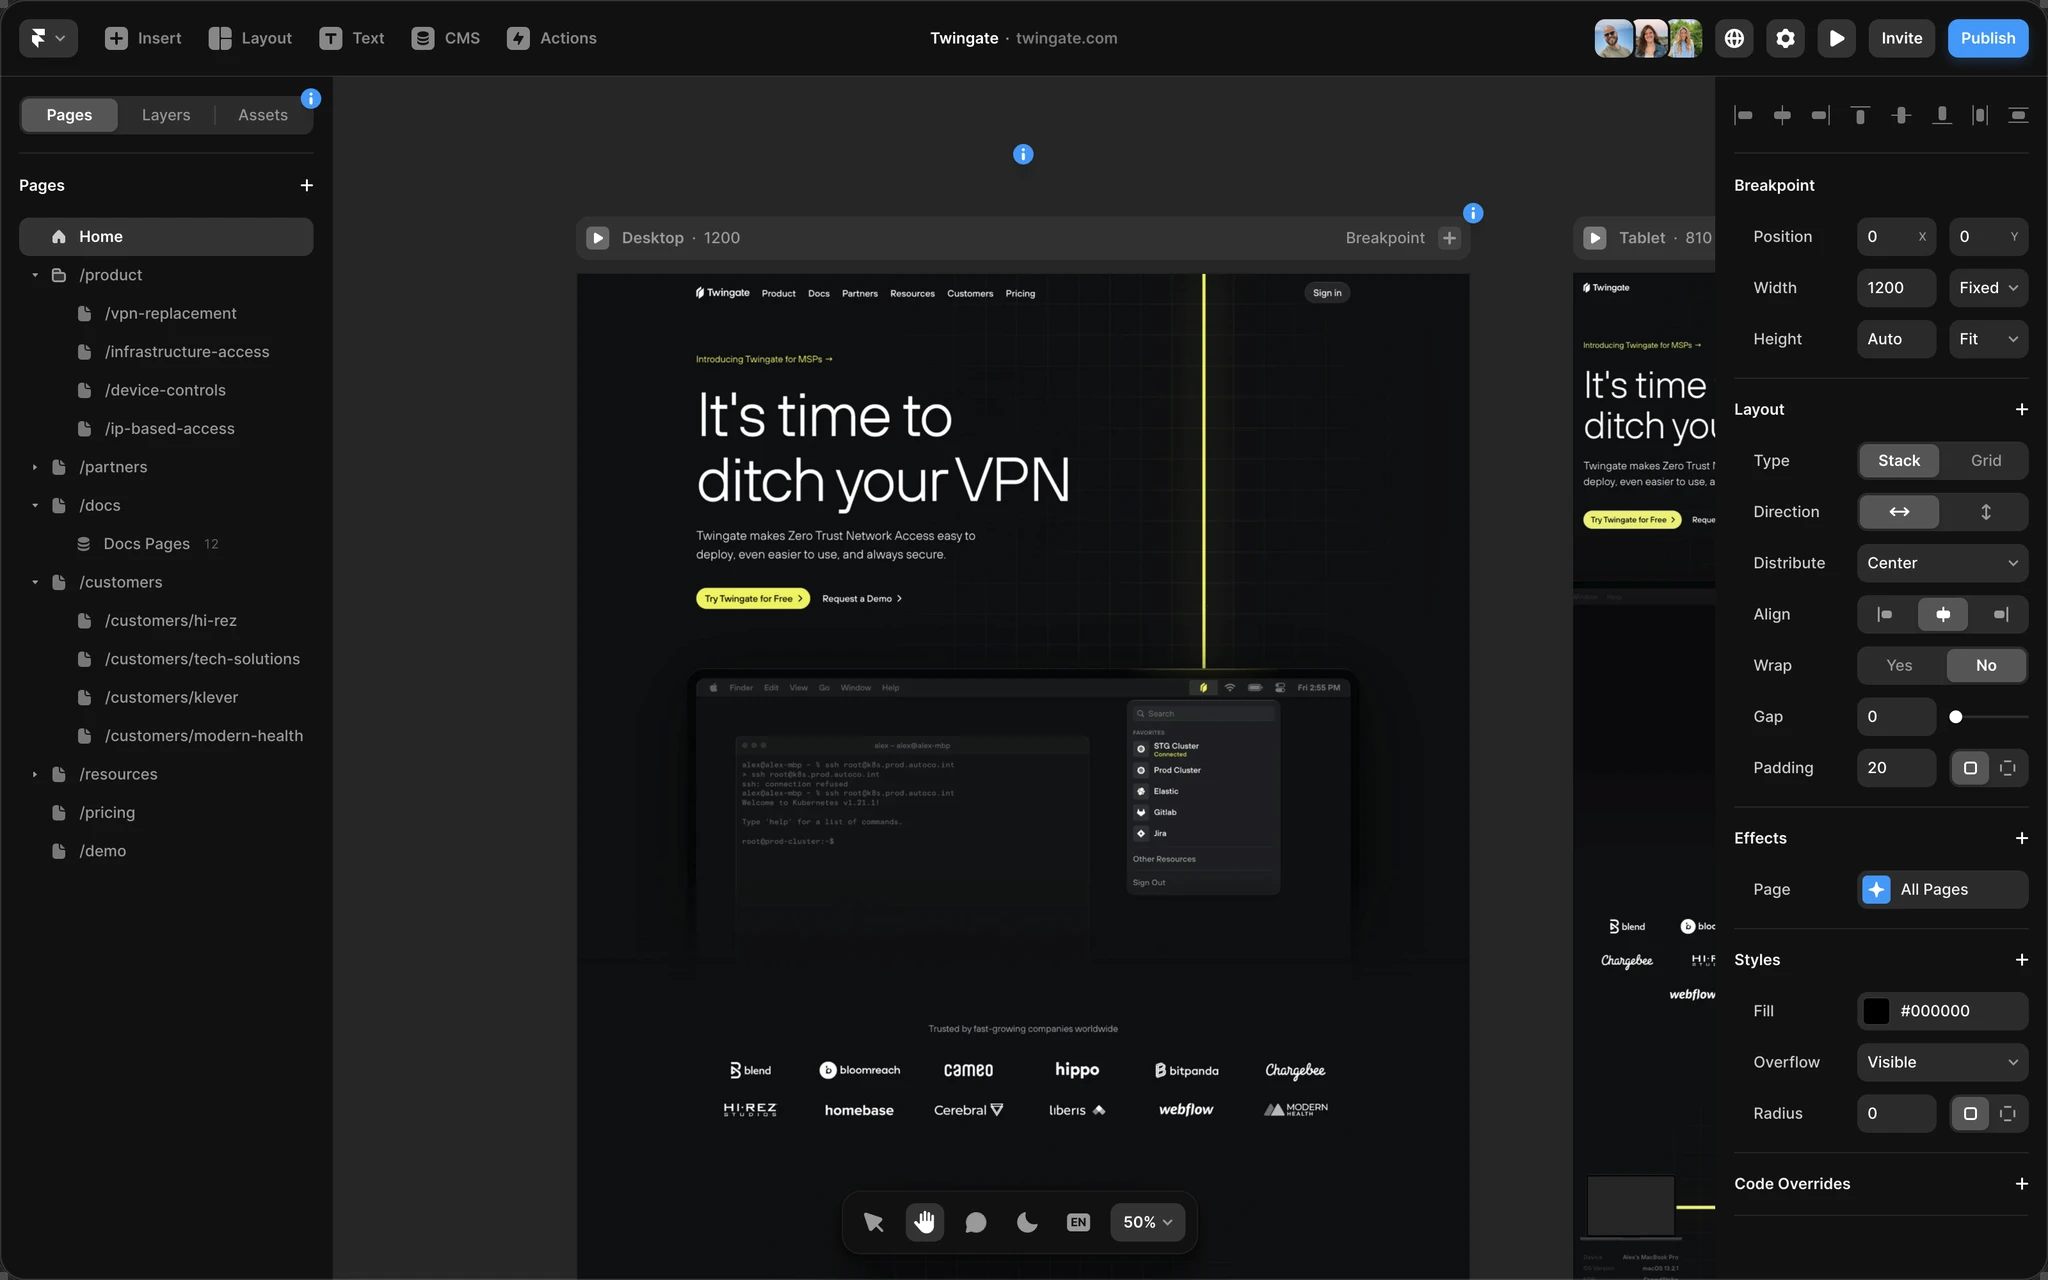 Insert
Layout
Text
CMS
Actions
Twingate · twingate.com
Invite
Publish
Pages
Layers
Assets
Pages
Home
/product
/vpn-replacement
/infrastructure-access
/device-controls
/ip-based-access
/partners
/docs
Docs Pages 12
/customers
/customers/hi-rez
/customers/tech-solutions
/customers/klever
/customers/modern-health
/resources
/pricing
/demo
Desktop · 1200
Breakpoint
Twingate
Product
Docs
Partners
Resources
Customers
Pricing
Sign in
Introducing Twingate for MSPs →
It's time to
ditch your VPN
Twingate makes Zero Trust Network Access easy to
deploy, even easier to use, and always secure.
Try Twingate for Free
Request a Demo
Finder Edit View Go Window Help
Fri 2:55 PM
alex – alex@alex-mbp
alex@alex-mbp ~ % ssh root@k8s.prod.autoco.int
> ssh root@k8s.prod.autoco.int
ssh: connection refused
alex@alex-mbp ~ % ssh root@k8s.prod.autoco.int
Welcome to Kubernetes v1.21.1!
Type 'help' for a list of commands.
root@prod-cluster:~$
Search
FAVORITES
STG Cluster
Connected
Prod Cluster
Elastic
Gitlab
Jira
Other Resources
Sign Out
Trusted by fast-growing companies worldwide
blend
bloomreach
CAMEO
hippo
bitpanda
Chargebee
HI-REZ
STUDIOS
homebase
Cerebral
liberis
webflow
MODERN
HEALTH
EN
50%
Tablet · 810
Twingate
Introducing Twingate for MSPs →
It's time
ditch you
Twingate makes Zero Trust N
deploy, even easier to use, a
Try Twingate for Free
Reque
blend
bloo
Chargebee
HI-R
STU
webflow
Alex's MacBook Pro
macOS 13.2.1
Breakpoint
Position
0 X
0 Y
Width
1200
Fixed
Height
Auto
Fit
Layout
Type
Stack
Grid
Direction
Distribute
Center
Align
Wrap
Yes
No
Gap
0
Padding
20
Effects
Page
All Pages
Styles
Fill
#000000
Overflow
Visible
Radius
0
Code Overrides